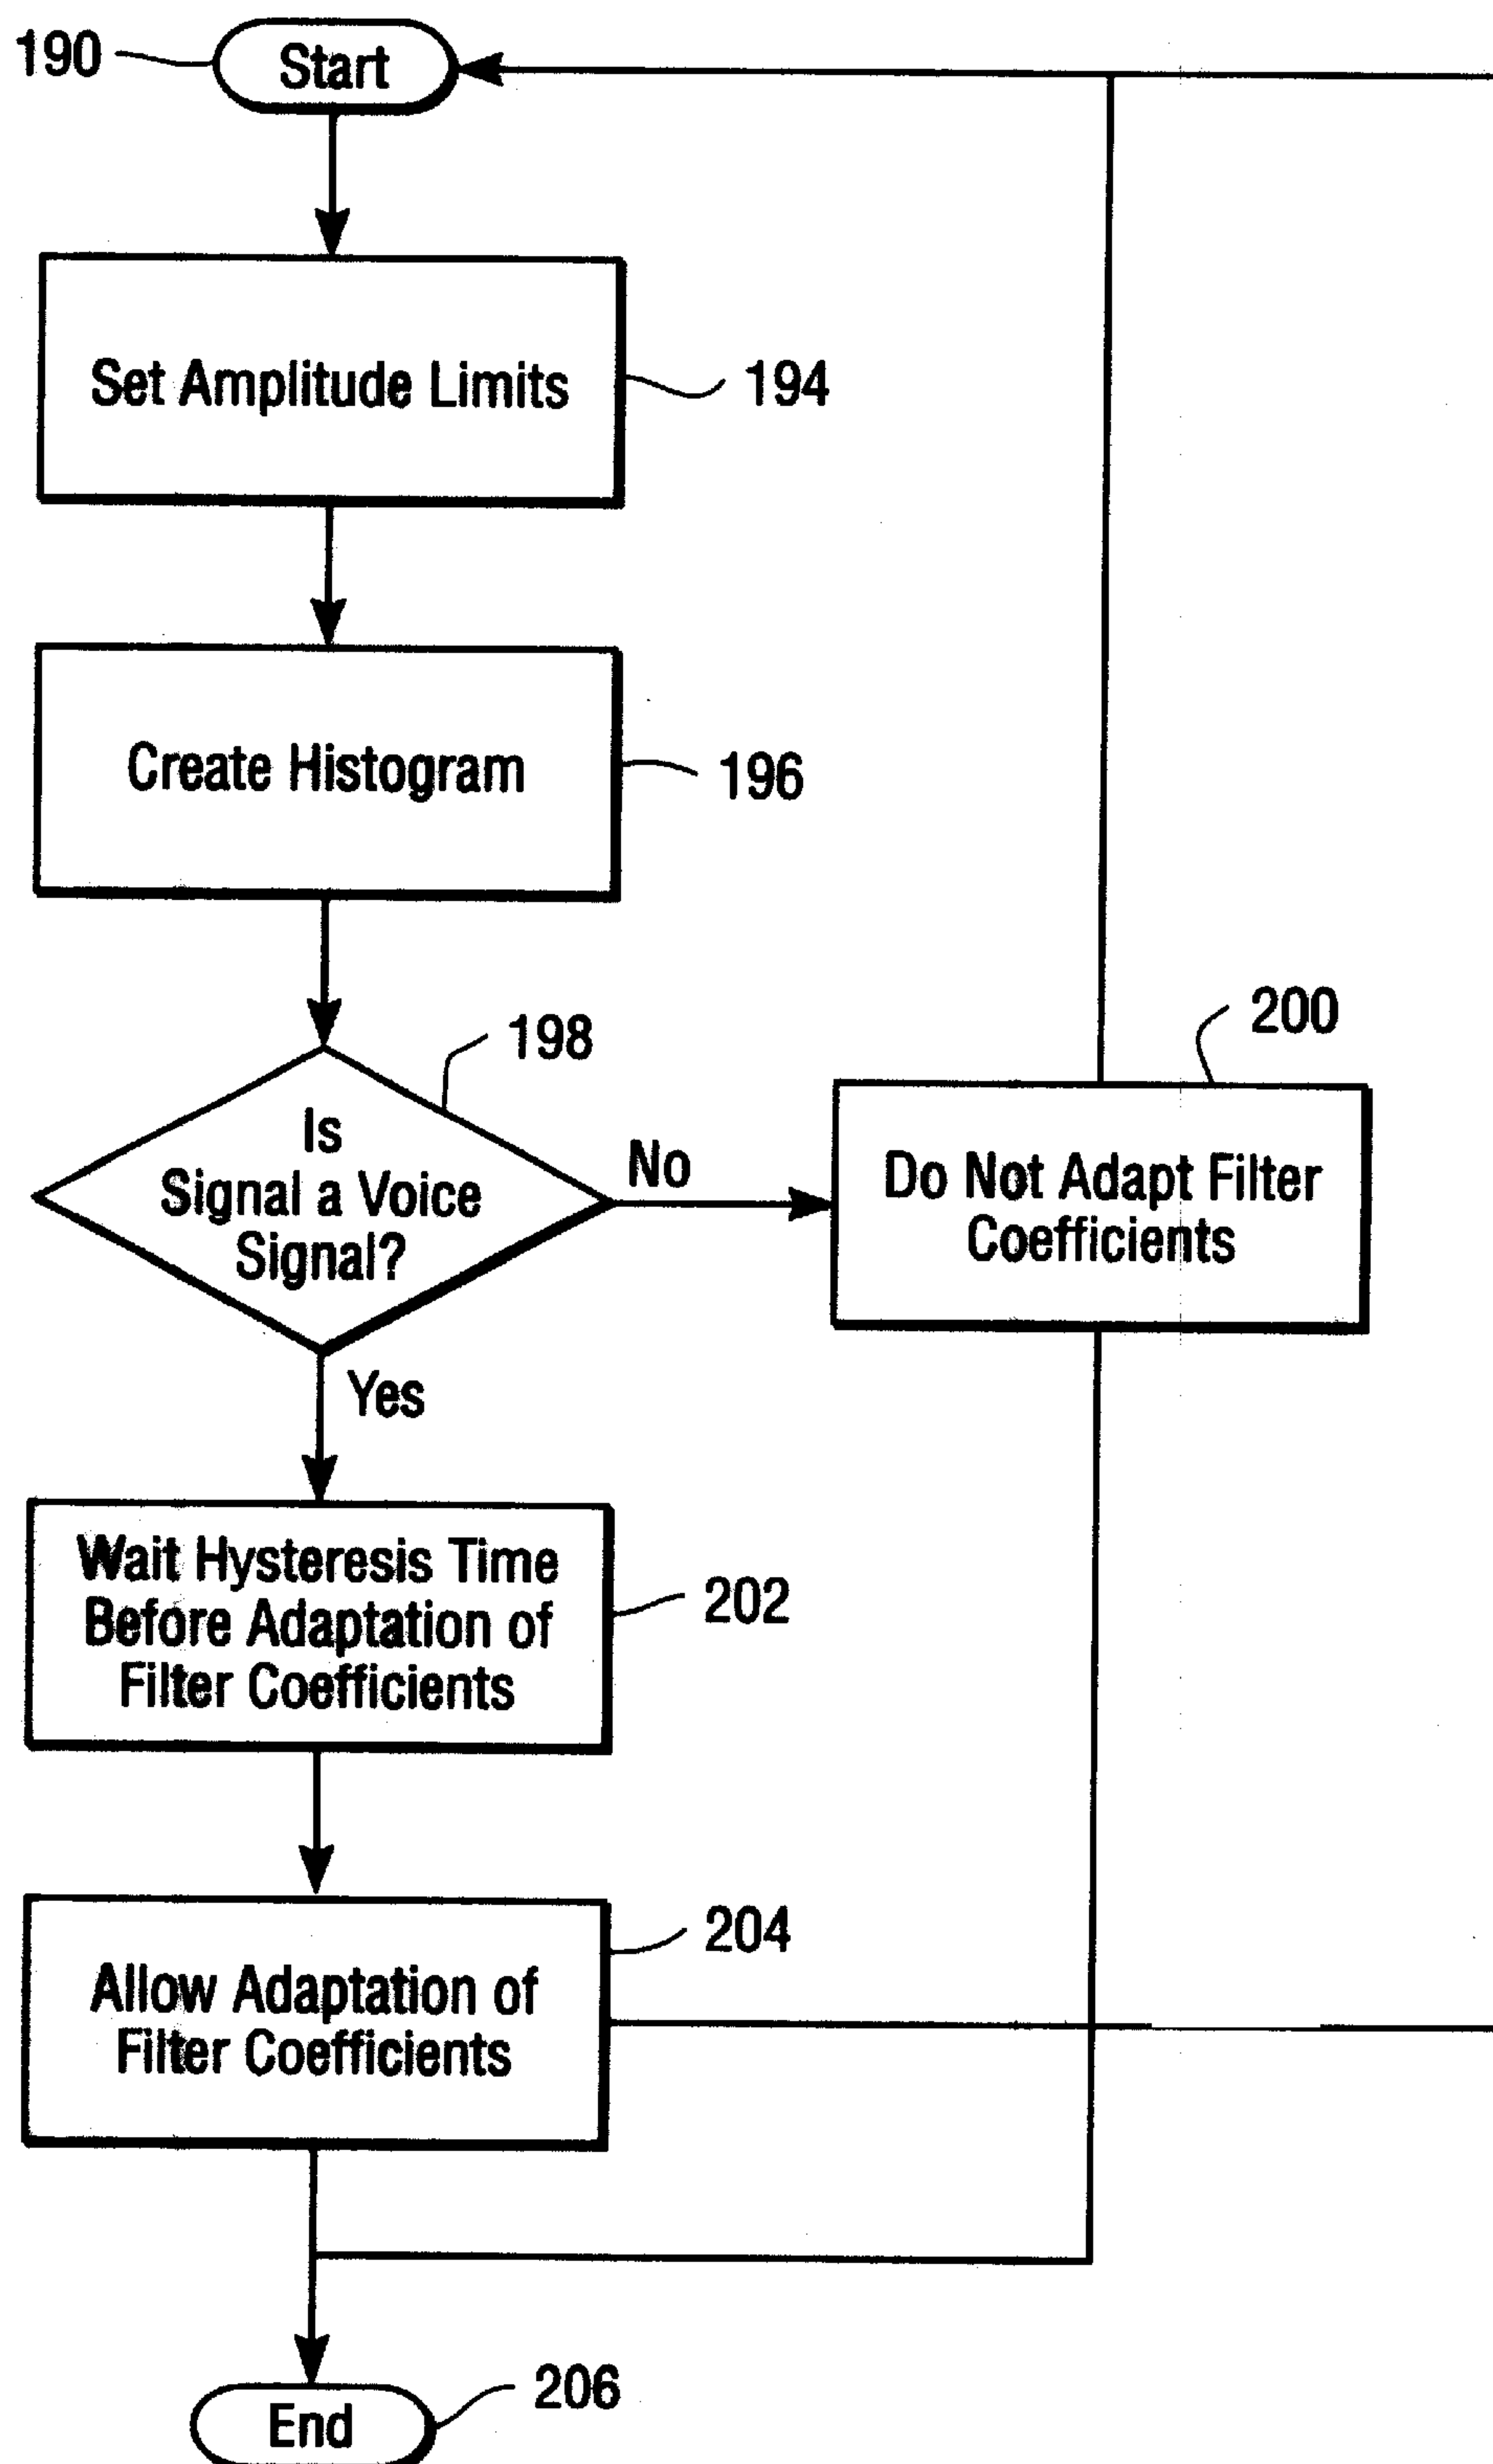 190
Start
Set Amplitude Limits
194
Create Histogram
196
198
Is
Signal a Voice
Signal?
No
200
Do Not Adapt Filter
Coefficients
Yes
Wait Hysteresis Time
Before Adaptation of
Filter Coefficients
202
204
Allow Adaptation of
Filter Coefficients
End
206